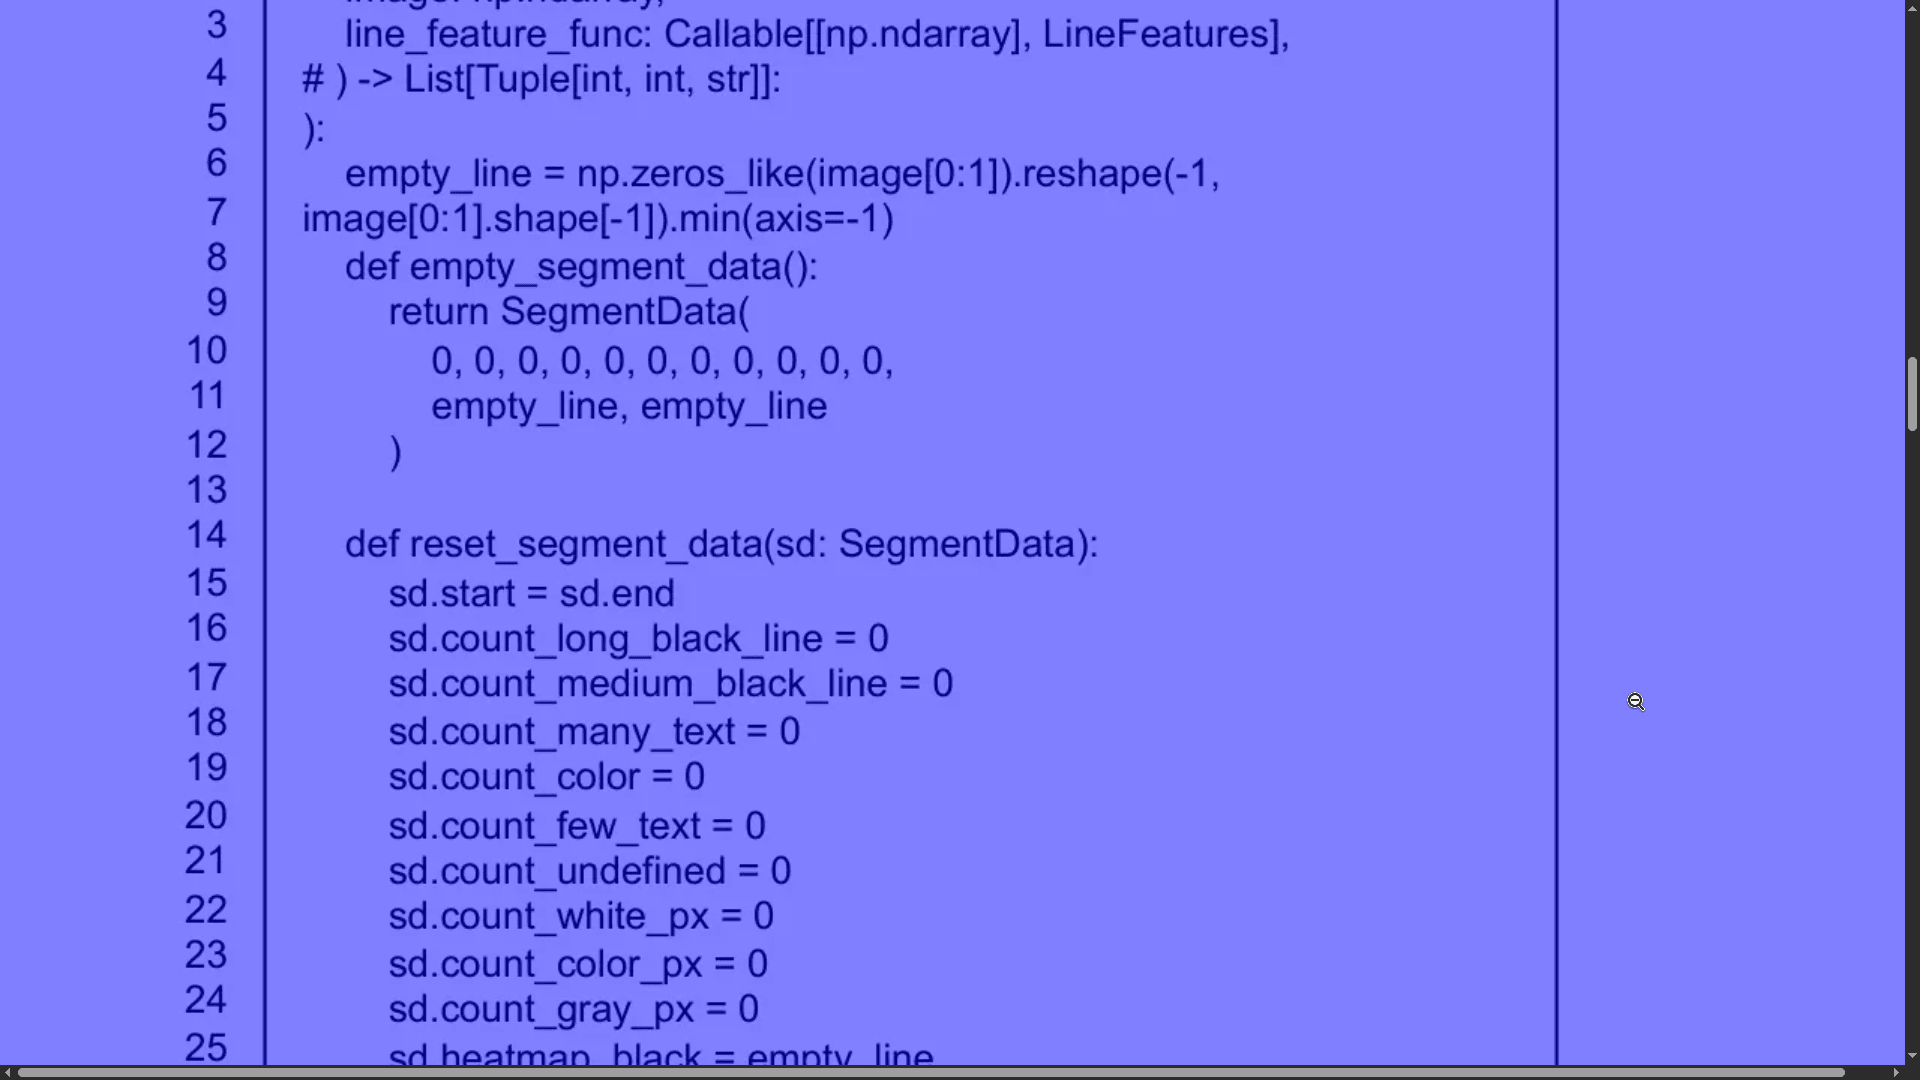 image: np.ndarray,
3 line_feature_func: Callable[[np.ndarray], LineFeatures],
4 # ) -> List[Tuple[int, int, str]]:
5 ):
6 empty_line = np.zeros_like(image[0:1]).reshape(-1,
7 image[0:1].shape[-1]).min(axis=-1)
8 def empty_segment_data():
9 return SegmentData(
10 0, 0, 0, 0, 0, 0, 0, 0, 0, 0, 0,
11 empty_line, empty_line
12 )
13
14 def reset_segment_data(sd: SegmentData):
15 sd.start = sd.end
16 sd.count_long_black_line = 0
17 sd.count_medium_black_line = 0
18 sd.count_many_text = 0
19 sd.count_color = 0
20 sd.count_few_text = 0
21 sd.count_undefined = 0
22 sd.count_white_px = 0
23 sd.count_color_px = 0
24 sd.count_gray_px = 0
25 sd.heatmap_black = empty_line